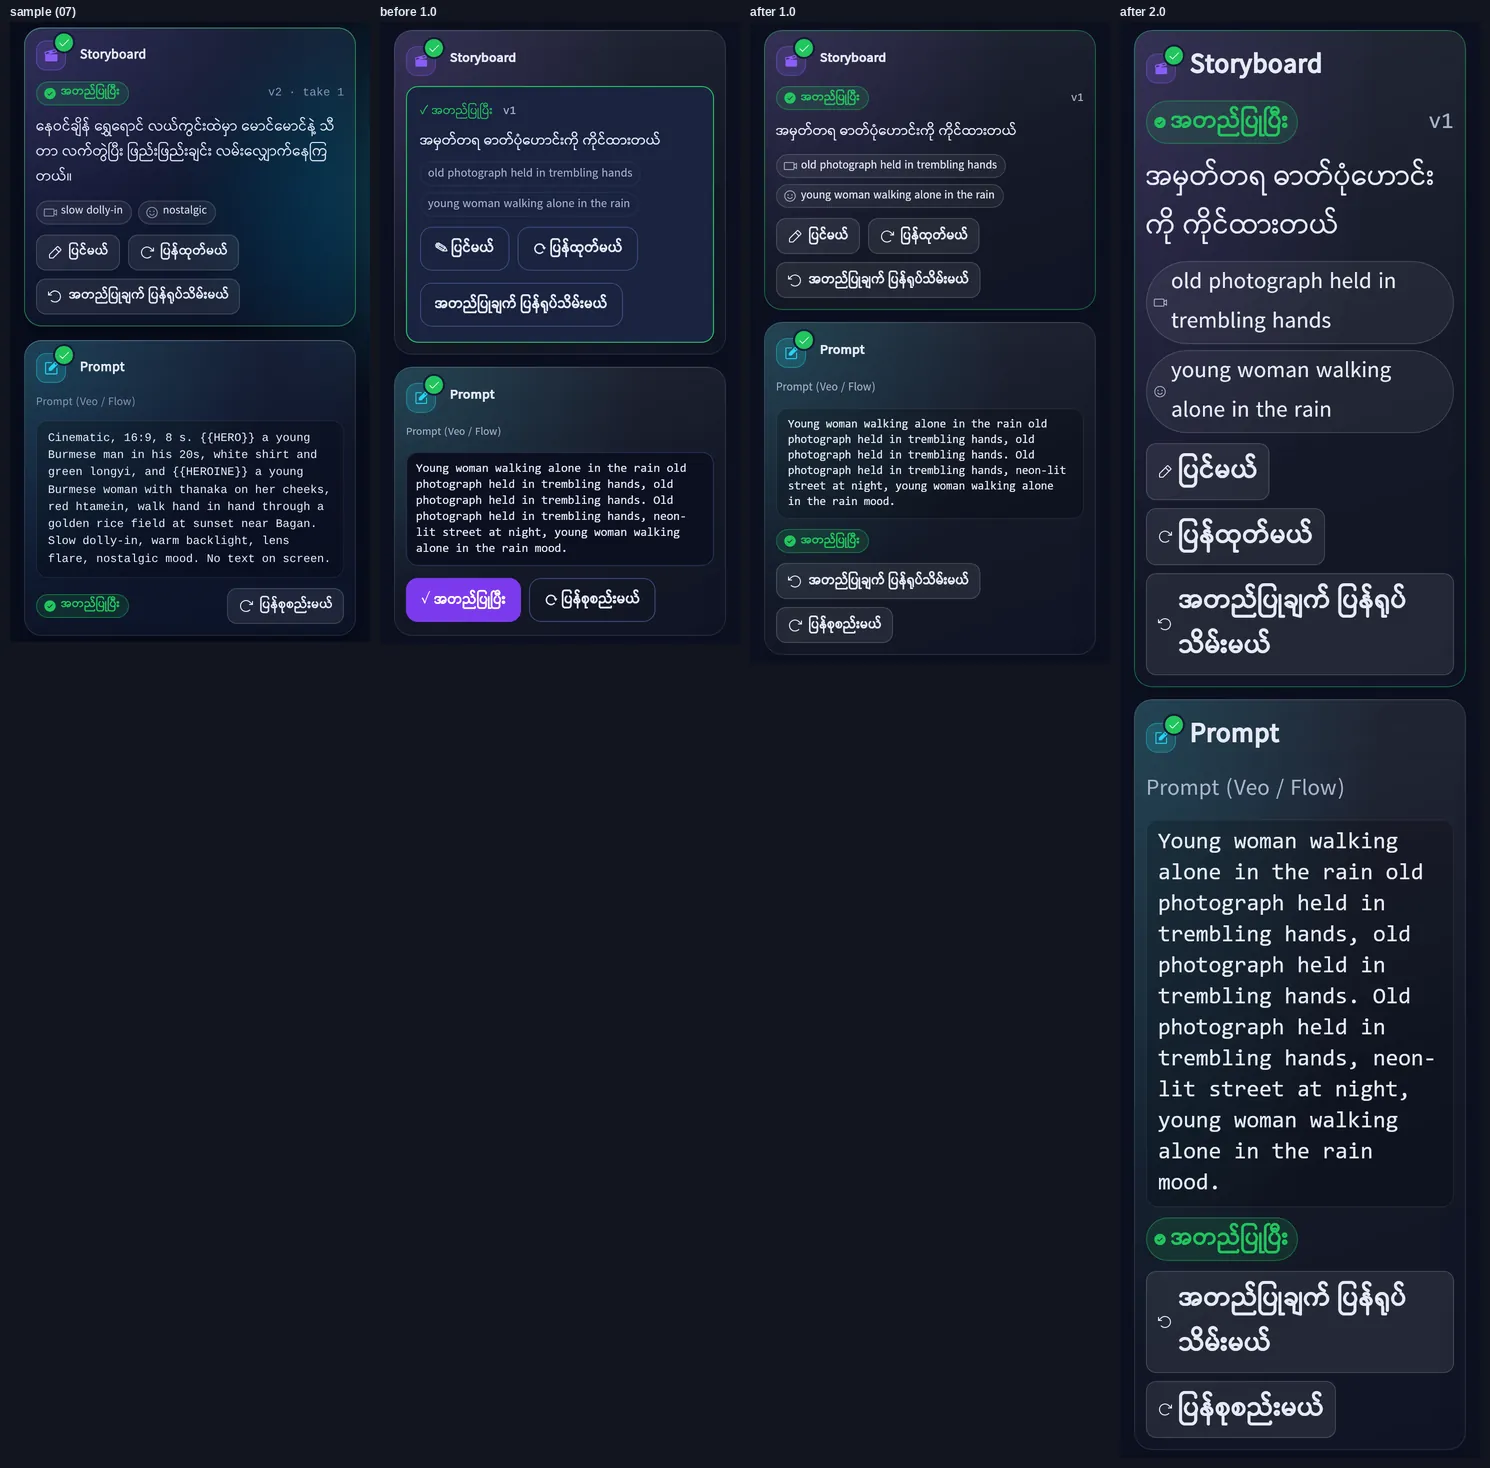 sample (07)
Storyboard
အတည်ပြုပြီး
v2 · take 1
နေဝင်ချိန် ရွှေရောင် လယ်ကွင်းထဲမှာ မောင်မောင်နဲ့ သီ
တာ လက်တွဲပြီး ဖြည်းဖြည်းချင်း လမ်းလျှောက်နေကြ
တယ်။
slow dolly-in
nostalgic
ပြင်မယ်
ပြန်ထုတ်မယ်
အတည်ပြုချက် ပြန်ရုပ်သိမ်းမယ်
Prompt
Prompt (Veo / Flow)
Cinematic, 16:9, 8 s. {{HERO}} a young
Burmese man in his 20s, white shirt and
green longyi, and {{HEROINE}} a young
Burmese woman with thanaka on her cheeks,
red htamein, walk hand in hand through a
golden rice field at sunset near Bagan.
Slow dolly-in, warm backlight, lens
flare, nostalgic mood. No text on screen.
အတည်ပြုပြီး
ပြန်စုစည်းမယ်
before 1.0
Storyboard
✓ အတည်ပြုပြီး v1
အမှတ်တရ ဓာတ်ပုံဟောင်းကို ကိုင်ထားတယ်
old photograph held in trembling hands
young woman walking alone in the rain
✎ ပြင်မယ်
ပြန်ထုတ်မယ်
အတည်ပြုချက် ပြန်ရုပ်သိမ်းမယ်
Prompt
Prompt (Veo / Flow)
Young woman walking alone in the rain old
photograph held in trembling hands, old
photograph held in trembling hands. Old
photograph held in trembling hands, neon-
lit street at night, young woman walking
alone in the rain mood.
✓ အတည်ပြုပြီး
ပြန်စုစည်းမယ်
after 1.0
Storyboard
အတည်ပြုပြီး
v1
အမှတ်တရ ဓာတ်ပုံဟောင်းကို ကိုင်ထားတယ်
old photograph held in trembling hands
young woman walking alone in the rain
ပြင်မယ်
ပြန်ထုတ်မယ်
အတည်ပြုချက် ပြန်ရုပ်သိမ်းမယ်
Prompt
Prompt (Veo / Flow)
Young woman walking alone in the rain old
photograph held in trembling hands, old
photograph held in trembling hands. Old
photograph held in trembling hands, neon-lit
street at night, young woman walking alone
in the rain mood.
အတည်ပြုပြီး
အတည်ပြုချက် ပြန်ရုပ်သိမ်းမယ်
ပြန်စုစည်းမယ်
after 2.0
Storyboard
အတည်ပြုပြီး
v1
အမှတ်တရ ဓာတ်ပုံဟောင်း
ကို ကိုင်ထားတယ်
old photograph held in
trembling hands
young woman walking
alone in the rain
ပြင်မယ်
ပြန်ထုတ်မယ်
အတည်ပြုချက် ပြန်ရုပ်
သိမ်းမယ်
Prompt
Prompt (Veo / Flow)
Young woman walking
alone in the rain old
photograph held in
trembling hands, old
photograph held in
trembling hands. Old
photograph held in
trembling hands, neon-
lit street at night,
young woman walking
alone in the rain
mood.
အတည်ပြုပြီး
အတည်ပြုချက် ပြန်ရုပ်
သိမ်းမယ်
ပြန်စုစည်းမယ်